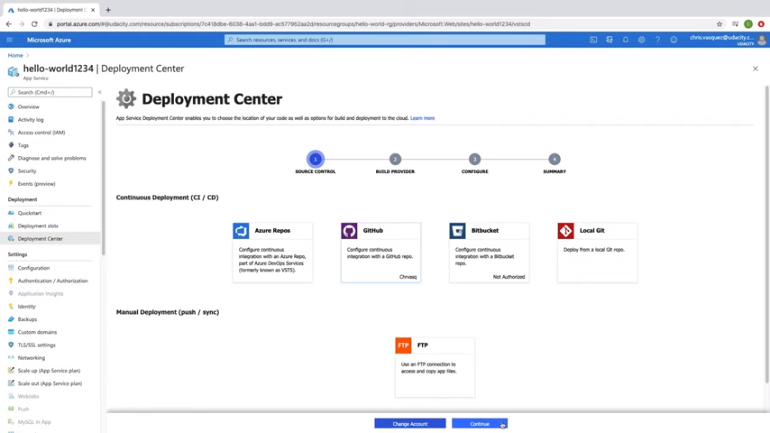 hello-world1234 | Deployment C
portal.azure.com/#@udacity.com/resource/subscriptions/7c418dbe-6038-4aa1-bdd9-ac577962aa2d/resourcegroups/hello-world-rg/providers/Microsoft.Web/sites/hello-world1234/vstscd
Microsoft Azure
Search resources, services, and docs (G+/)
chris.vasquez@udacity.c...
UDACITY
Home
hello-world1234 | Deployment Center
App Service
Search (Cmd+/)
Overview
Activity log
Access control (IAM)
Tags
Diagnose and solve problems
Security
Events (preview)
Deployment
Quickstart
Deployment slots
Deployment Center
Settings
Configuration
Authentication / Authorization
Application Insights
Identity
Backups
Custom domains
TLS/SSL settings
Networking
Scale up (App Service plan)
Scale out (App Service plan)
WebJobs
Push
MySQL In App
Deployment Center
App Service Deployment Center enables you to choose the location of your code as well as options for build and deployment to the cloud. Learn more
1
2
3
4
SOURCE CONTROL
BUILD PROVIDER
CONFIGURE
SUMMARY
Continuous Deployment (CI / CD)
Azure Repos
Configure continuous
integration with an Azure Repo,
part of Azure DevOps Services
(formerly known as VSTS).
GitHub
Configure continuous
integration with a GitHub repo.
Chrvasq
Bitbucket
Configure continuous
integration with a Bitbucket
repo.
Not Authorized
Local Git
Deploy from a local Git repo.
Manual Deployment (push / sync)
FTP
FTP
Use an FTP connection to
access and copy app files.
Change Account
Continue